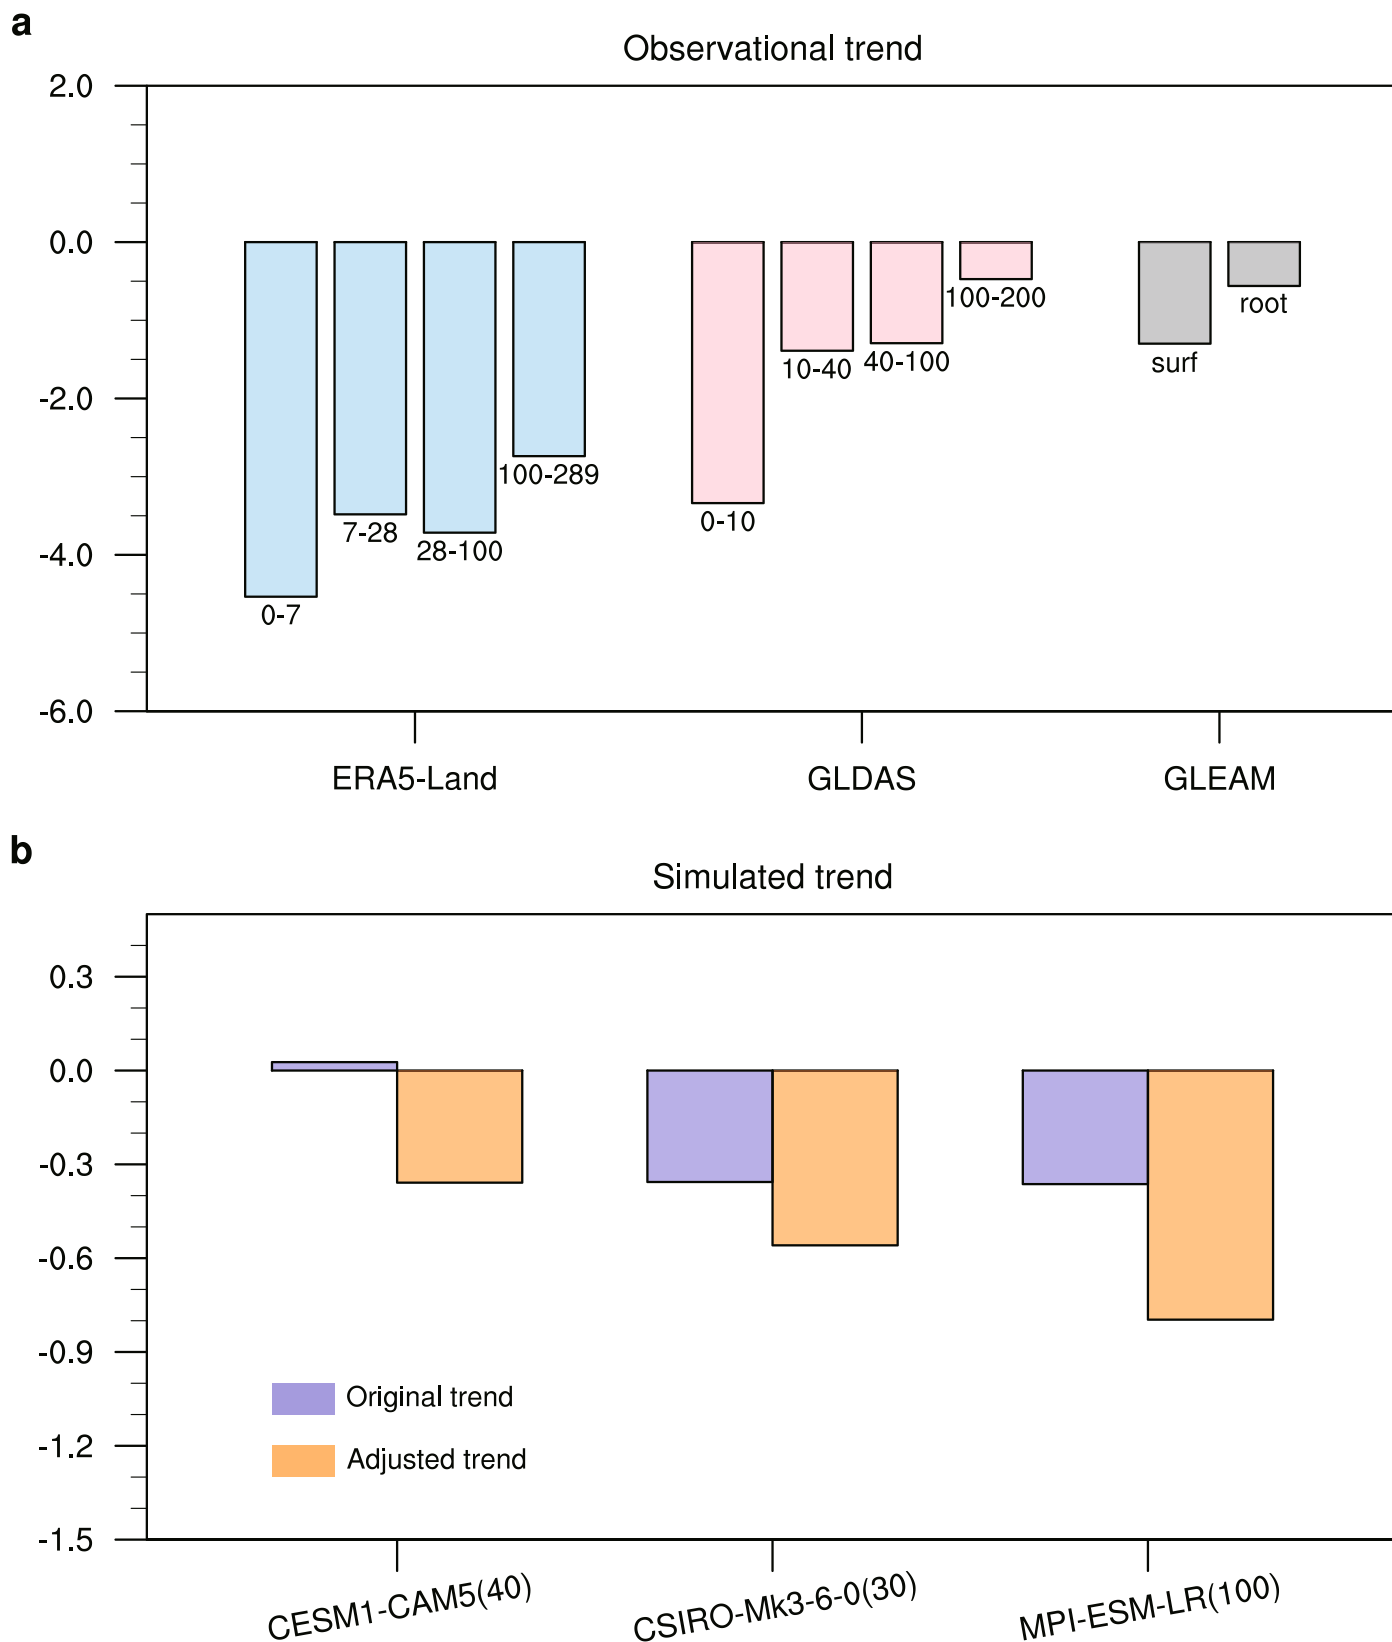 a
Observational trend
2.0
0.0
-2.0
-4.0
-6.0
0-7
7-28
28-100
100-289
0-10
10-40
40-100
100-200
surf
root
ERA5-Land
GLDAS
GLEAM
b
Simulated trend
0.3
0.0
-0.3
-0.6
-0.9
-1.2
-1.5
Original trend
Adjusted trend
CESM1-CAM5(40)
CSIRO-Mk3-6-0(30)
MPI-ESM-LR(100)